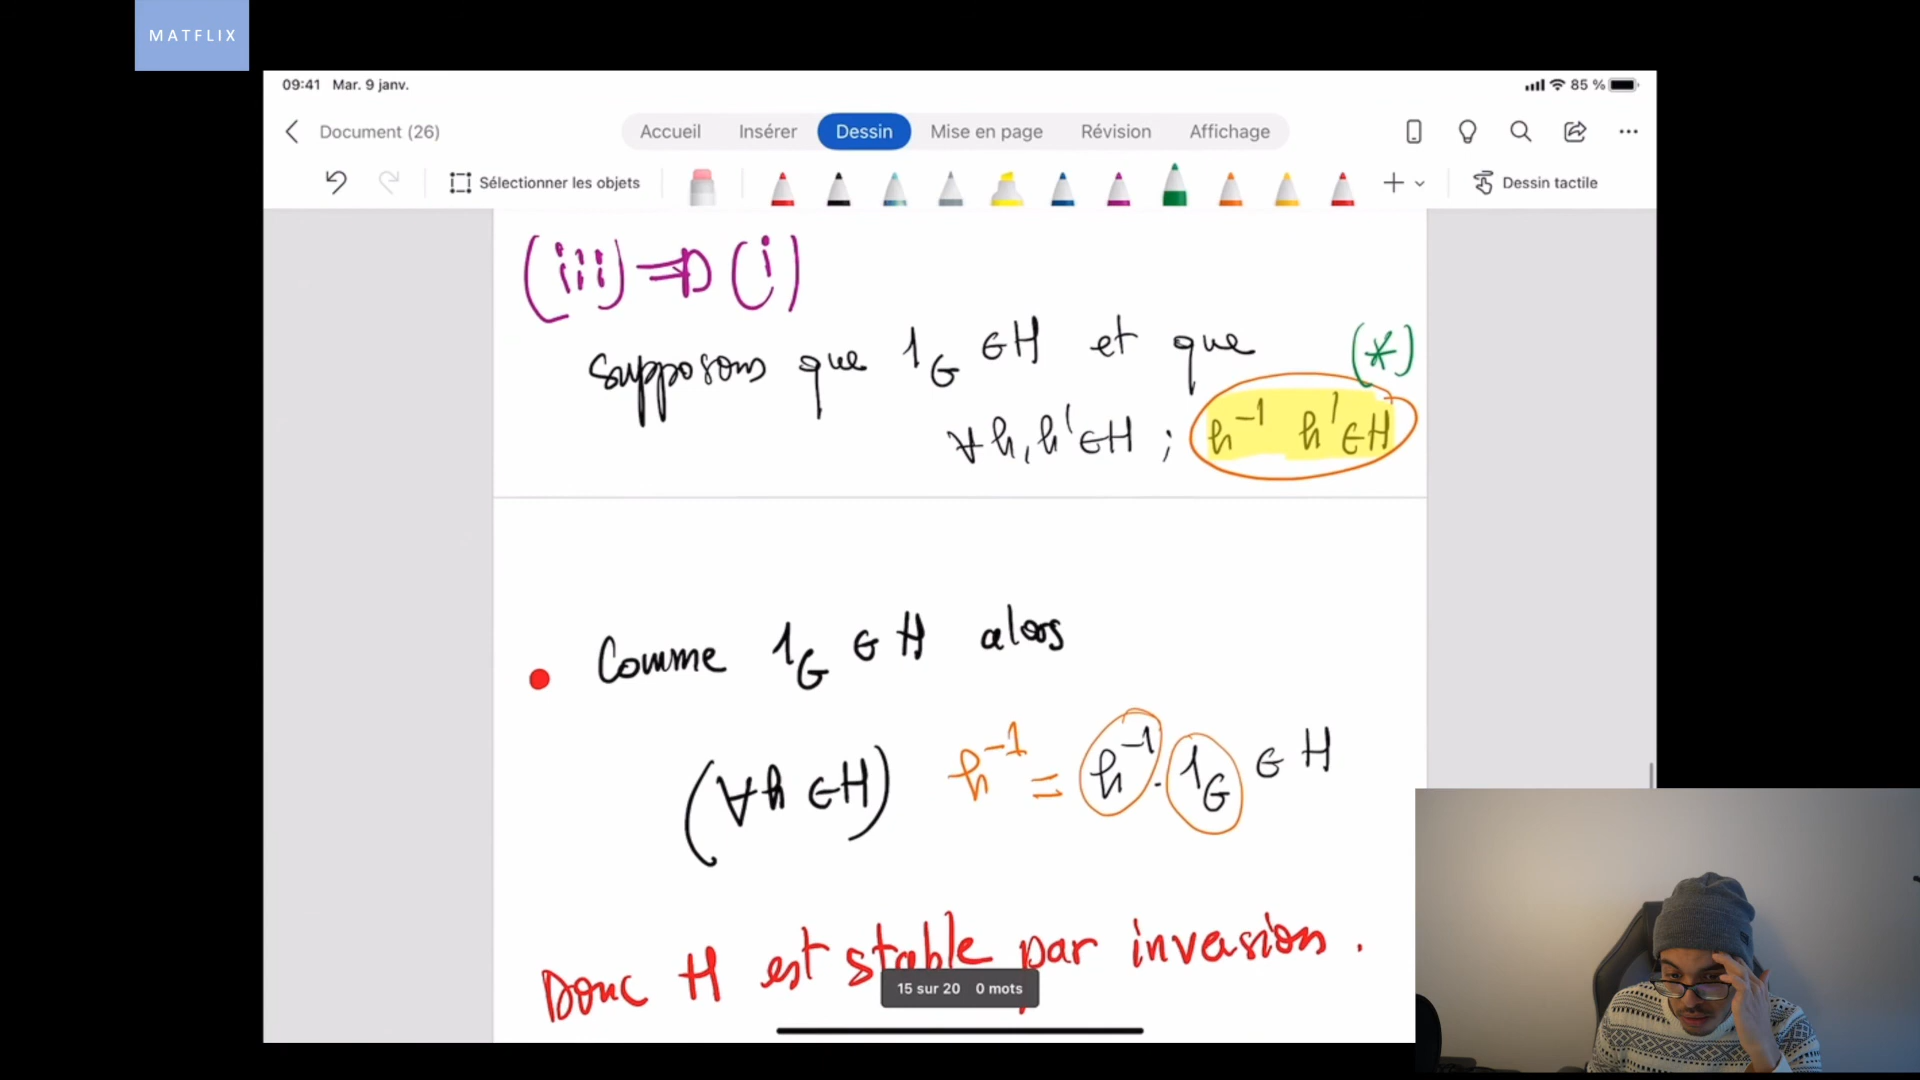 MATFLIX
09:41 Mar. 9 janv.
85 %
Document (26)
Accueil Insérer Dessin Mise en page Révision Affichage
Sélectionner les objets
Dessin tactile
(iii) ⇒ (i)
Supposons que 1_G ∈ H et que (*)
∀ h, h' ∈ H ; h⁻¹ h' ∈ H
Comme 1_G ∈ H alors
(∀ h ∈ H) h⁻¹ = h⁻¹ . 1_G ∈ H
Donc H est stable par inversion.
15 sur 20 0 mots